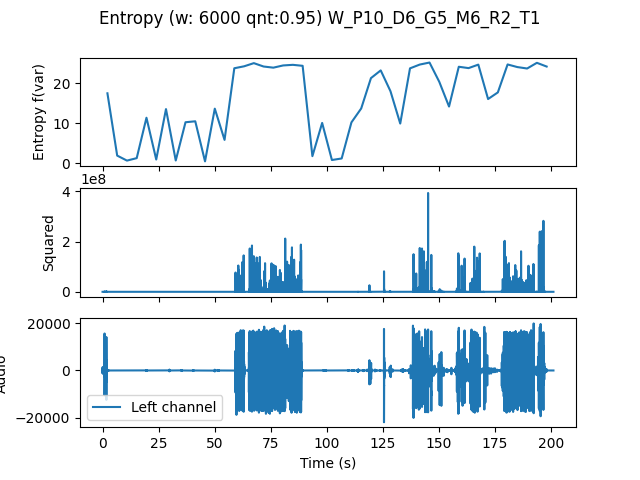 Entropy (w: 6000 qnt:0.95) W_P10_D6_G5_M6_R2_T1
Entropy f(var)
20
10
0
1e8
Squared
4
2
0
Audio
20000
0
−20000
Left channel
0 25 50 75 100 125 150 175 200
Time (s)